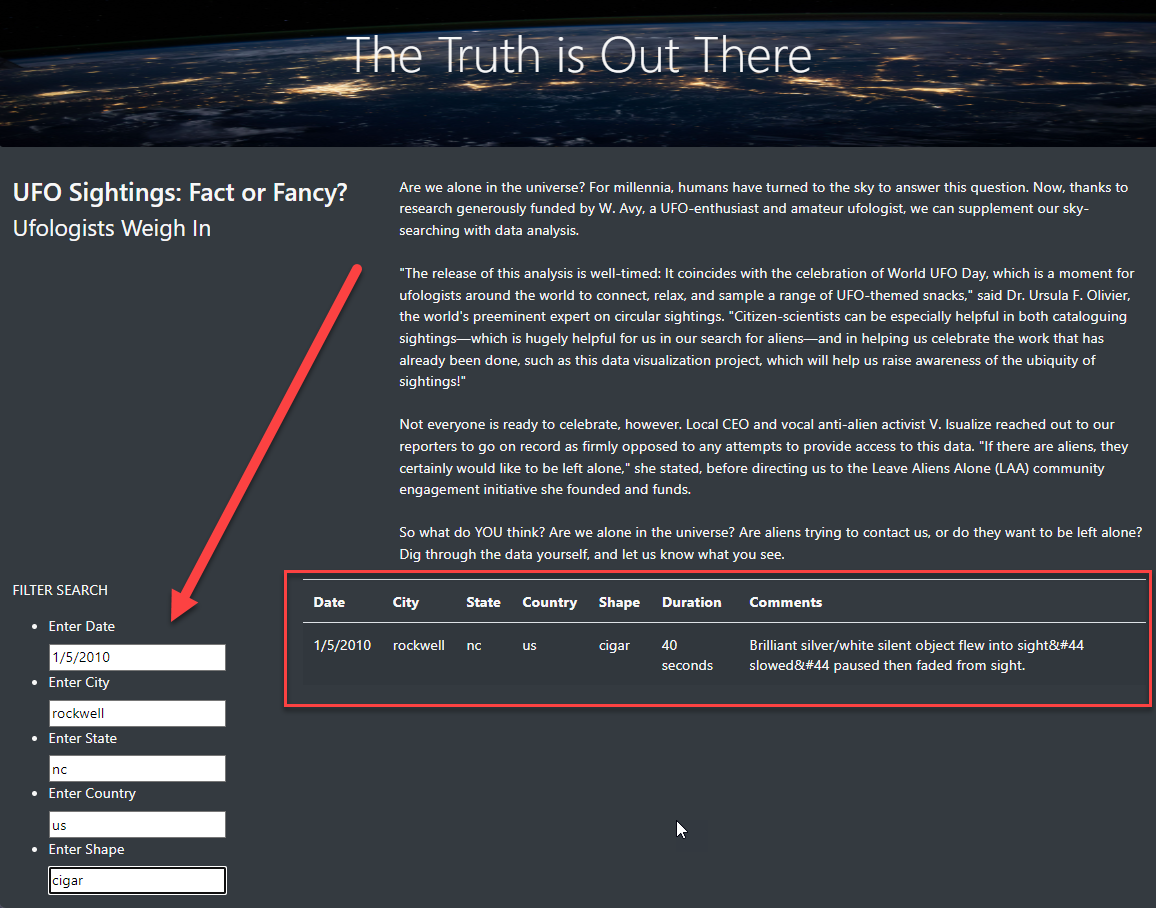 The Truth is Out There
UFO Sightings: Fact or Fancy?
Ufologists Weigh In
Are we alone in the universe? For millennia, humans have turned to the sky to answer this question. Now, thanks to
research generously funded by W. Avy, a UFO-enthusiast and amateur ufologist, we can supplement our sky-
searching with data analysis.
"The release of this analysis is well-timed: It coincides with the celebration of World UFO Day, which is a moment for
ufologists around the world to connect, relax, and sample a range of UFO-themed snacks," said Dr. Ursula F. Olivier,
the world's preeminent expert on circular sightings. "Citizen-scientists can be especially helpful in both cataloguing
sightings—which is hugely helpful for us in our search for aliens—and in helping us celebrate the work that has
already been done, such as this data visualization project, which will help us raise awareness of the ubiquity of
sightings!"
Not everyone is ready to celebrate, however. Local CEO and vocal anti-alien activist V. Isualize reached out to our
reporters to go on record as firmly opposed to any attempts to provide access to this data. "If there are aliens, they
certainly would like to be left alone," she stated, before directing us to the Leave Aliens Alone (LAA) community
engagement initiative she founded and funds.
So what do YOU think? Are we alone in the universe? Are aliens trying to contact us, or do they want to be left alone?
Dig through the data yourself, and let us know what you see.
FILTER SEARCH
Enter Date
1/5/2010
Enter City
rockwell
Enter State
nc
Enter Country
us
Enter Shape
cigar
Date City State Country Shape Duration Comments
1/5/2010 rockwell nc us cigar 40 Brilliant silver/white silent object flew into sight&#44
seconds slowed&#44 paused then faded from sight.